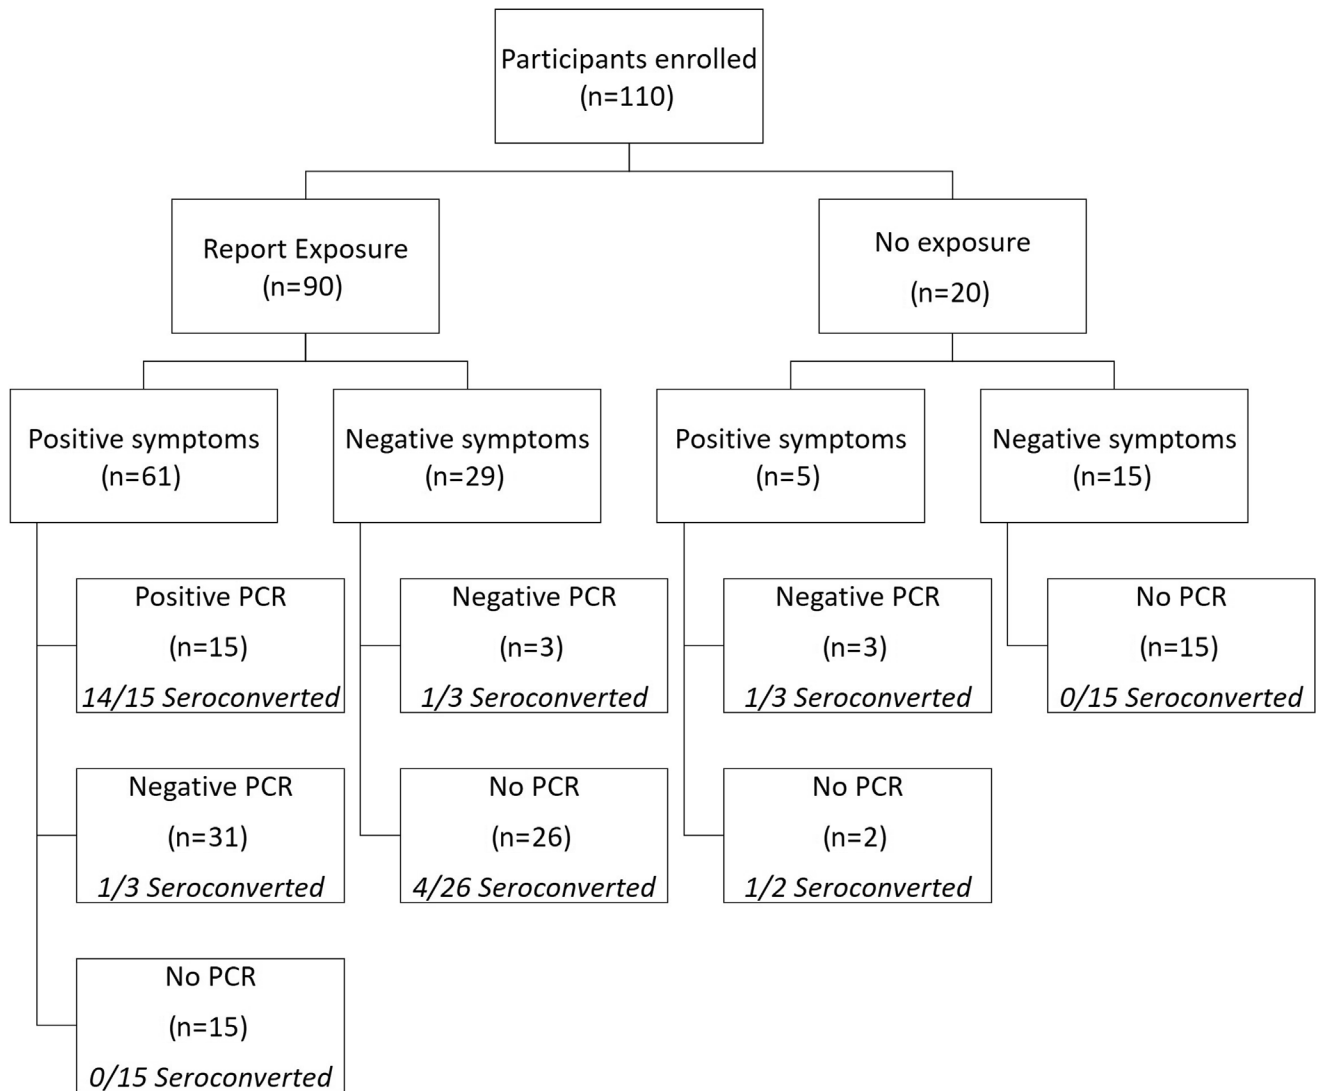 Participants enrolled
(n=110)
Report Exposure
(n=90)
No exposure
(n=20)
Positive symptoms
(n=61)
Negative symptoms
(n=29)
Positive symptoms
(n=5)
Negative symptoms
(n=15)
Positive PCR
(n=15)
14/15 Seroconverted
Negative PCR
(n=3)
1/3 Seroconverted
Negative PCR
(n=3)
1/3 Seroconverted
No PCR
(n=15)
0/15 Seroconverted
Negative PCR
(n=31)
1/3 Seroconverted
No PCR
(n=26)
4/26 Seroconverted
No PCR
(n=2)
1/2 Seroconverted
No PCR
(n=15)
0/15 Seroconverted